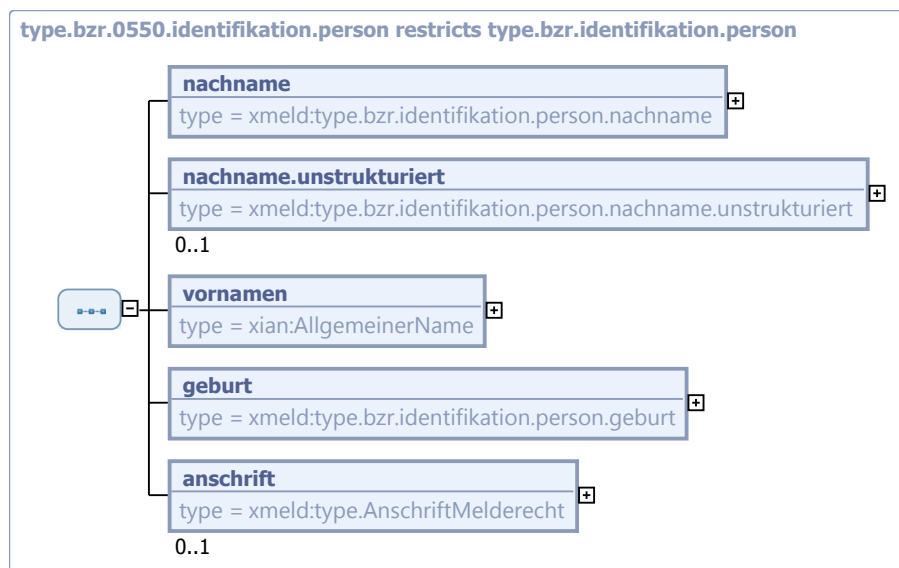 type.bzr.0550.identifikation.person restricts type.bzr.identifikation.person
nachname
type = xmeld:type.bzr.identifikation.person.nachname
nachname.unstrukturiert
type = xmeld:type.bzr.identifikation.person.nachname.unstrukturiert
0..1
vornamen
type = xian:AllgemeinerName
geburt
type = xmeld:type.bzr.identifikation.person.geburt
anschrift
type = xmeld:type.AnschriftMelderecht
0..1